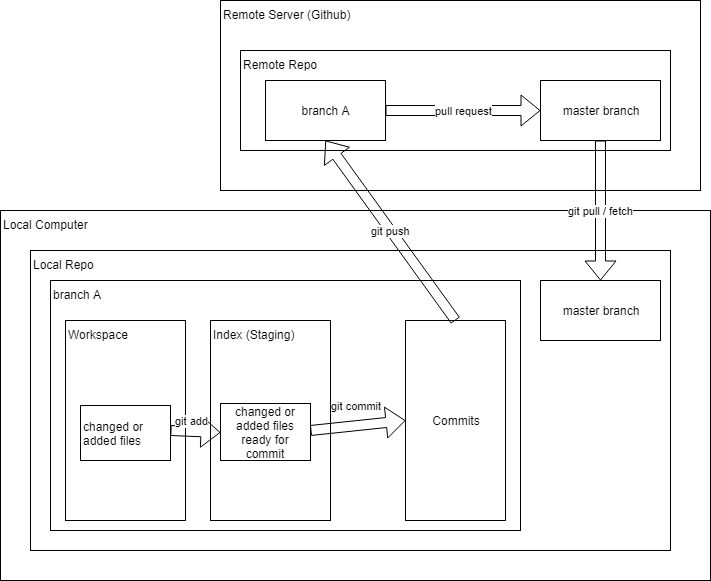 Remote Server (Github)
Remote Repo
branch A
pull request
master branch
git pull / fetch
git push
Local Computer
Local Repo
branch A
master branch
Workspace
Index (Staging)
changed or
added files
git add
changed or
added files
ready for
commit
git commit
Commits